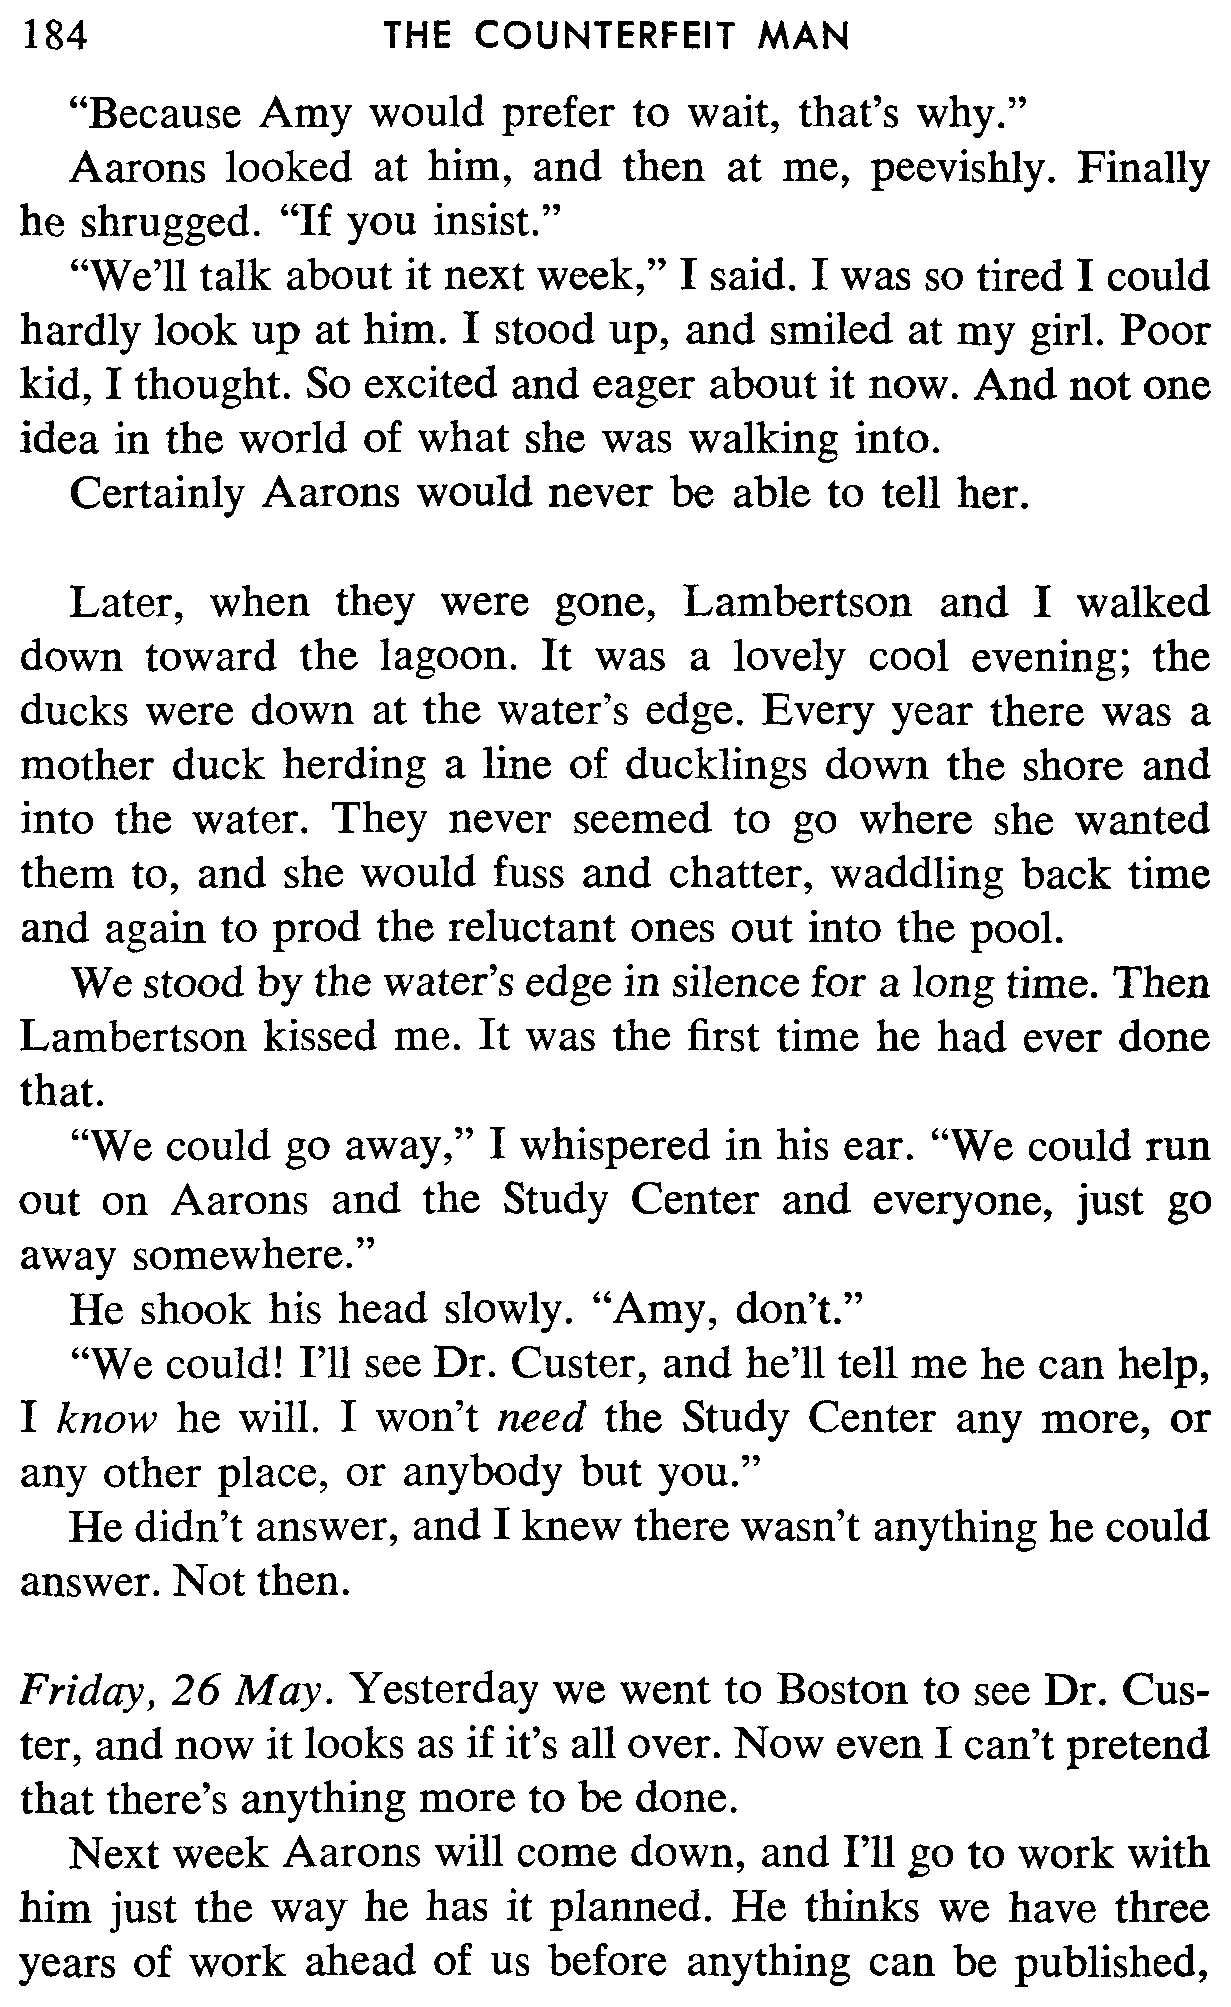 184 THE COUNTERFEIT MAN
“Because Amy would prefer to wait, that’s why.”
Aarons looked at him, and then at me, peevishly. Finally
he shrugged. “If you insist.”
“We’ll talk about it next week,” I said. I was so tired I could
hardly look up at him. I stood up, and smiled at my girl. Poor
kid, I thought. So excited and eager about it now. And not one
idea in the world of what she was walking into.
Certainly Aarons would never be able to tell her.
Later, when they were gone, Lambertson and I walked
down toward the lagoon. It was a lovely cool evening; the
ducks were down at the water’s edge. Every year there was a
mother duck herding a line of ducklings down the shore and
into the water. They never seemed to go where she wanted
them to, and she would fuss and chatter, waddling back time
and again to prod the reluctant ones out into the pool.
We stood by the water’s edge in silence for a long time. Then
Lambertson kissed me. It was the first time he had ever done
that.
“We could go away,” I whispered in his ear. “We could run
out on Aarons and the Study Center and everyone, just go
away somewhere.”
He shook his head slowly. “Amy, don’t.”
“We could! I’ll see Dr. Custer, and he’ll tell me he can help,
I know he will. I won’t need the Study Center any more, or
any other place, or anybody but you.”
He didn’t answer, and I knew there wasn’t anything he could
answer. Not then.
Friday, 26 May. Yesterday we went to Boston to see Dr. Cus-
ter, and now it looks as if it’s all over. Now even I can’t pretend
that there’s anything more to be done.
Next week Aarons will come down, and I’ll go to work with
him just the way he has it planned. He thinks we have three
years of work ahead of us before anything can be published,